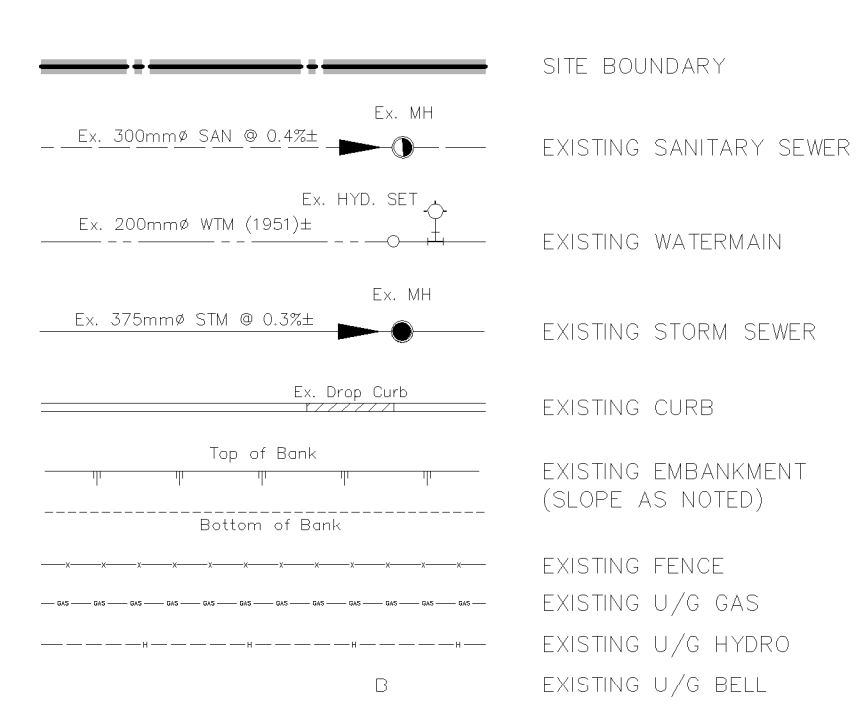 SITE BOUNDARY
Ex. MH
Ex. 300mmø SAN @ 0.4%±
EXISTING SANITARY SEWER
Ex. HYD. SET
Ex. 200mmø WTM (1951)±
EXISTING WATERMAIN
Ex. MH
Ex. 375mmø STM @ 0.3%±
EXISTING STORM SEWER
Ex. Drop Curb
EXISTING CURB
Top of Bank
EXISTING EMBANKMENT
(SLOPE AS NOTED)
Bottom of Bank
X X X X X X X X X X X X
EXISTING FENCE
GAS GAS GAS GAS GAS GAS GAS GAS GAS GAS GAS GAS
EXISTING U/G GAS
H H H H
EXISTING U/G HYDRO
B
EXISTING U/G BELL